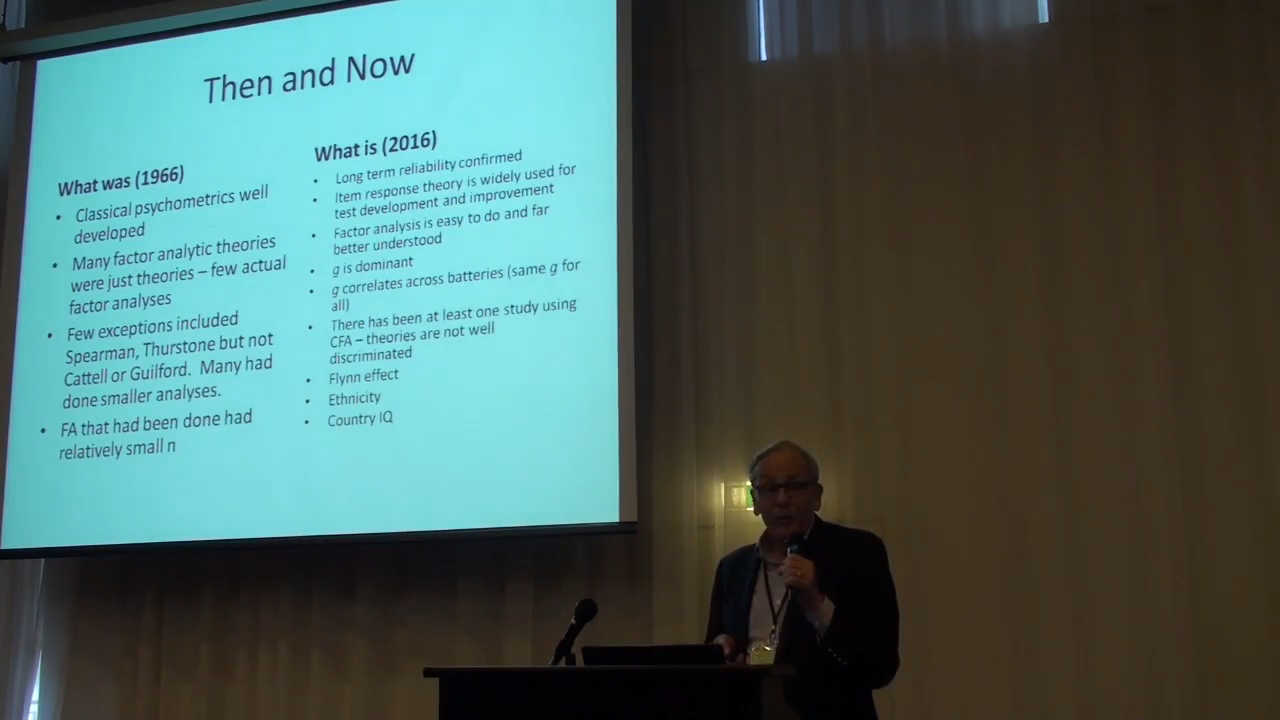 Then and Now
What was (1966)
• Classical psychometrics well
developed
• Many factor analytic theories
were just theories – few actual
factor analyses
• Few exceptions included
Spearman, Thurstone but not
Cattell or Guilford. Many had
done smaller analyses.
• FA that had been done had
relatively small n
What is (2016)
• Long term reliability confirmed
• Item response theory is widely used for
test development and improvement
• Factor analysis is easy to do and far
better understood
• g is dominant
• g correlates across batteries (same g for
all)
• There has been at least one study using
CFA – theories are not well
discriminated
• Flynn effect
• Ethnicity
• Country IQ